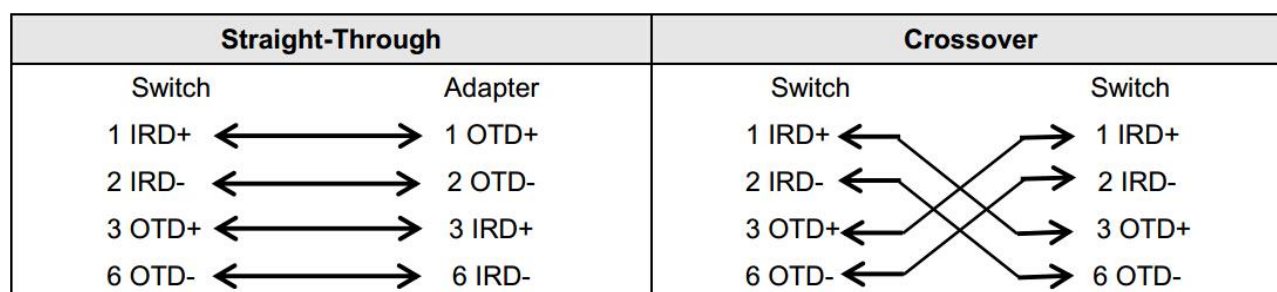 Straight-Through Crossover
Switch Adapter Switch Switch
1 IRD+ 1 OTD+ 1 IRD+ 1 IRD+
2 IRD- 2 OTD- 2 IRD- 2 IRD-
3 OTD+ 3 IRD+ 3 OTD+ 3 OTD+
6 OTD- 6 IRD- 6 OTD- 6 OTD-